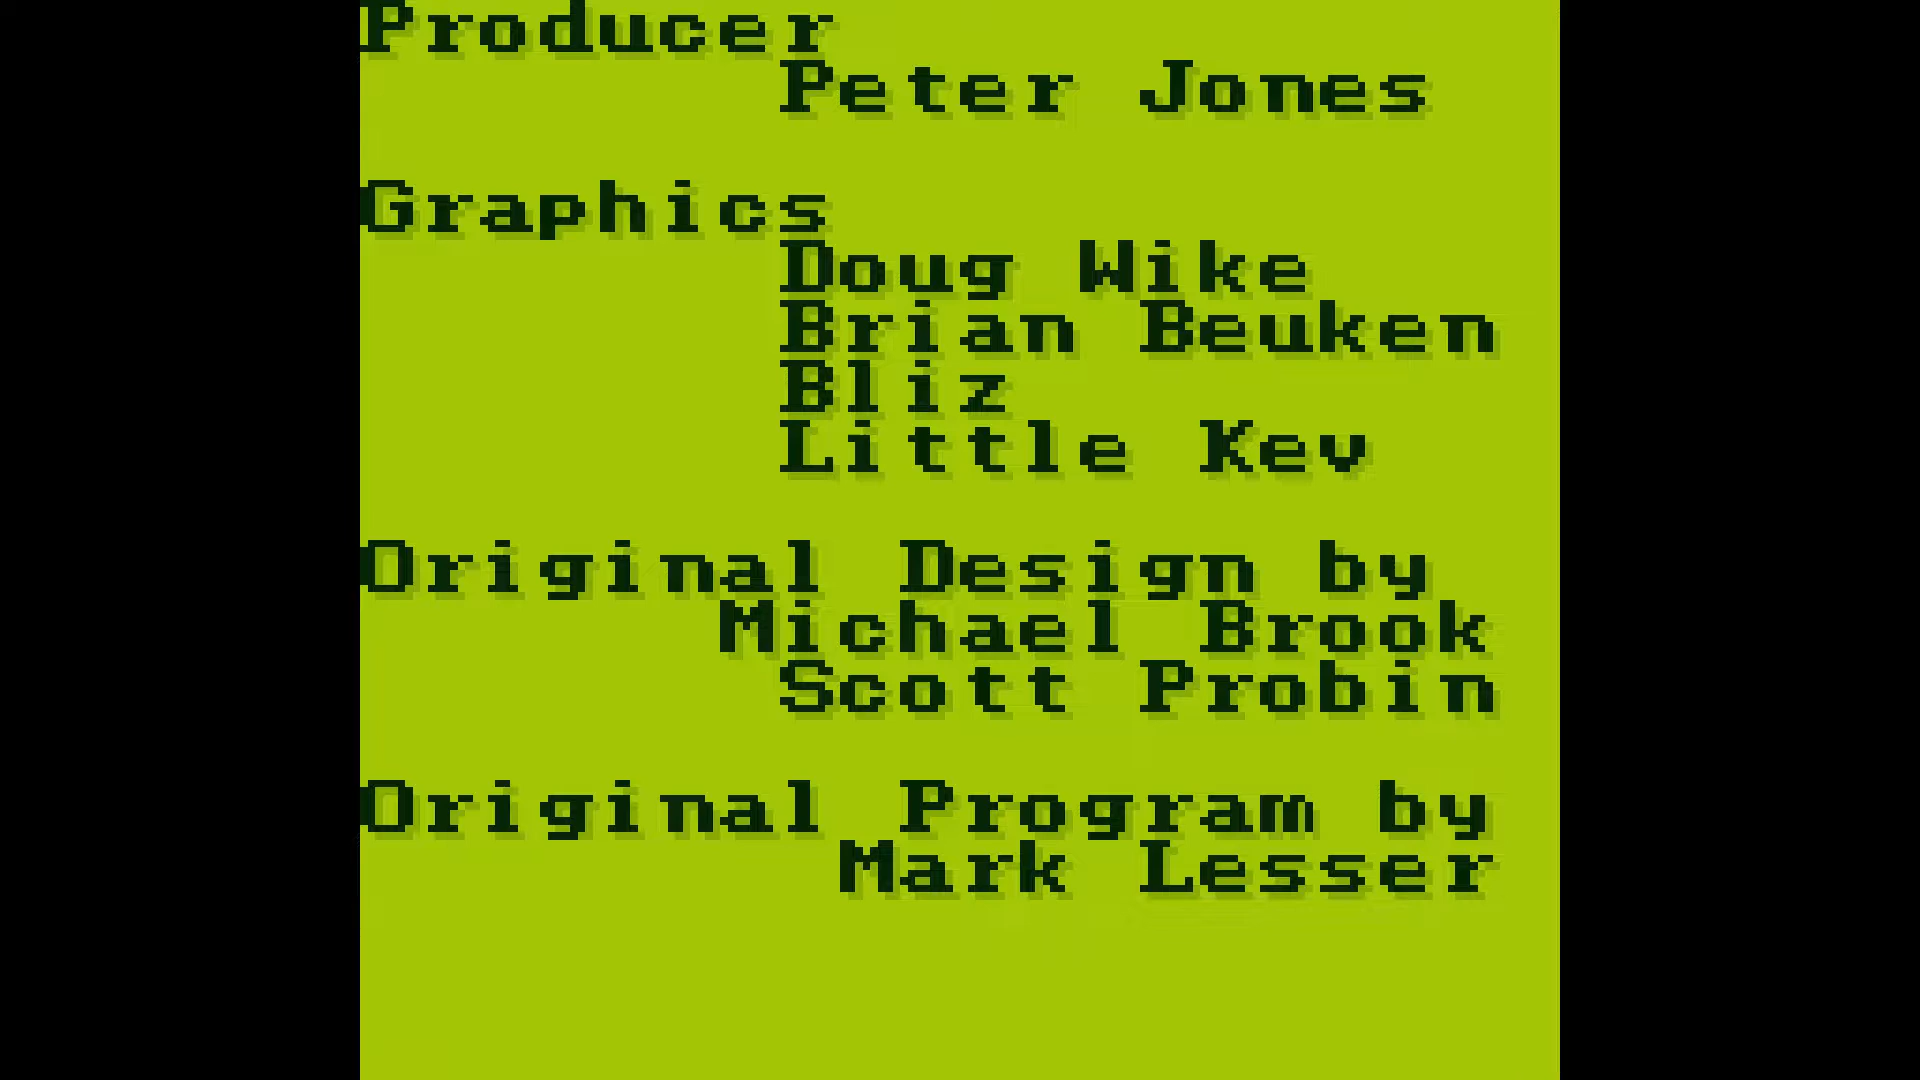 Producer
Peter Jones
Graphics
Doug Wike
Brian Beuken
Bliz
Little Kev
Original Design by
Michael Brook
Scott Probin
Original Program by
Mark Lesser